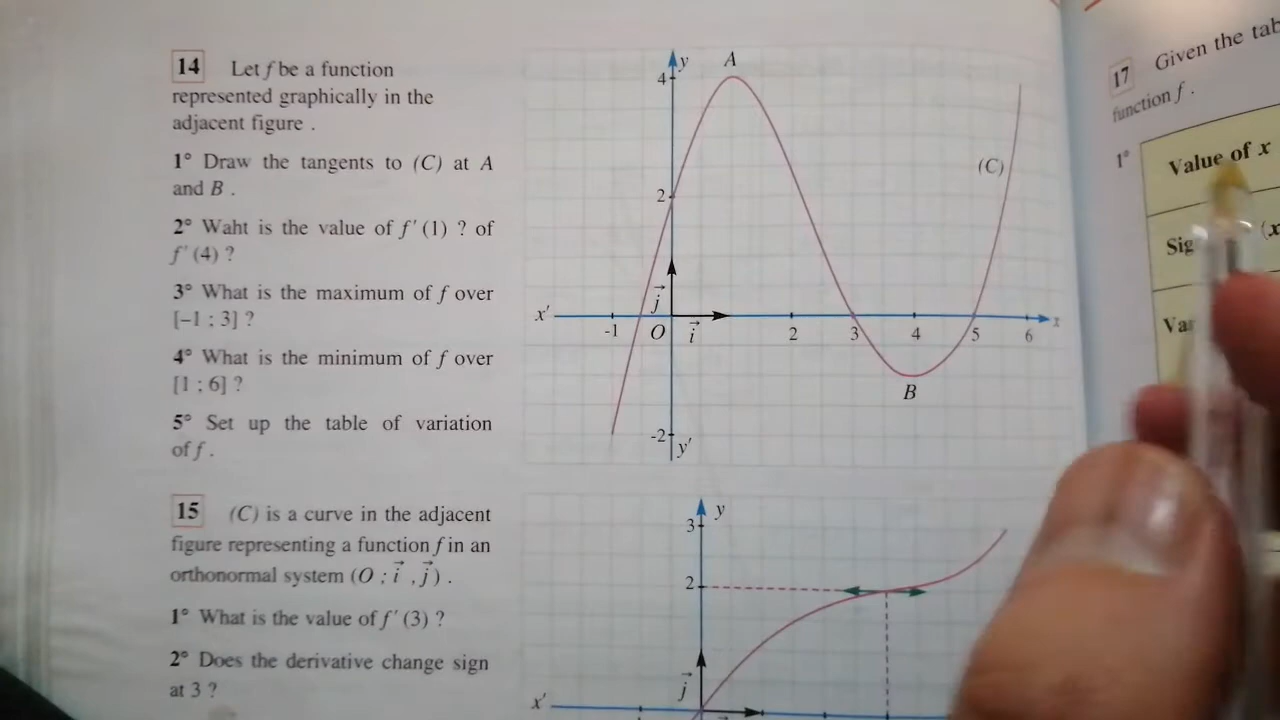 14 Let f be a function
represented graphically in the
adjacent figure .
1° Draw the tangents to (C) at A
and B .
2° Waht is the value of f' (1) ? of
f' (4) ?
3° What is the maximum of f over
[−1 ; 3] ?
4° What is the minimum of f over
[1 ; 6] ?
5° Set up the table of variation
of f .
y
A
4
(C)
2
j
x'
-1
O
i
2
3
4
5
6
x
B
-2
y'
15 (C) is a curve in the adjacent
figure representing a function f in an
orthonormal system (O ; i , j) .
1° What is the value of f' (3) ?
2° Does the derivative change sign
at 3 ?
y
3
2
j
x'
17 Given the
function f .
1°
Value of x